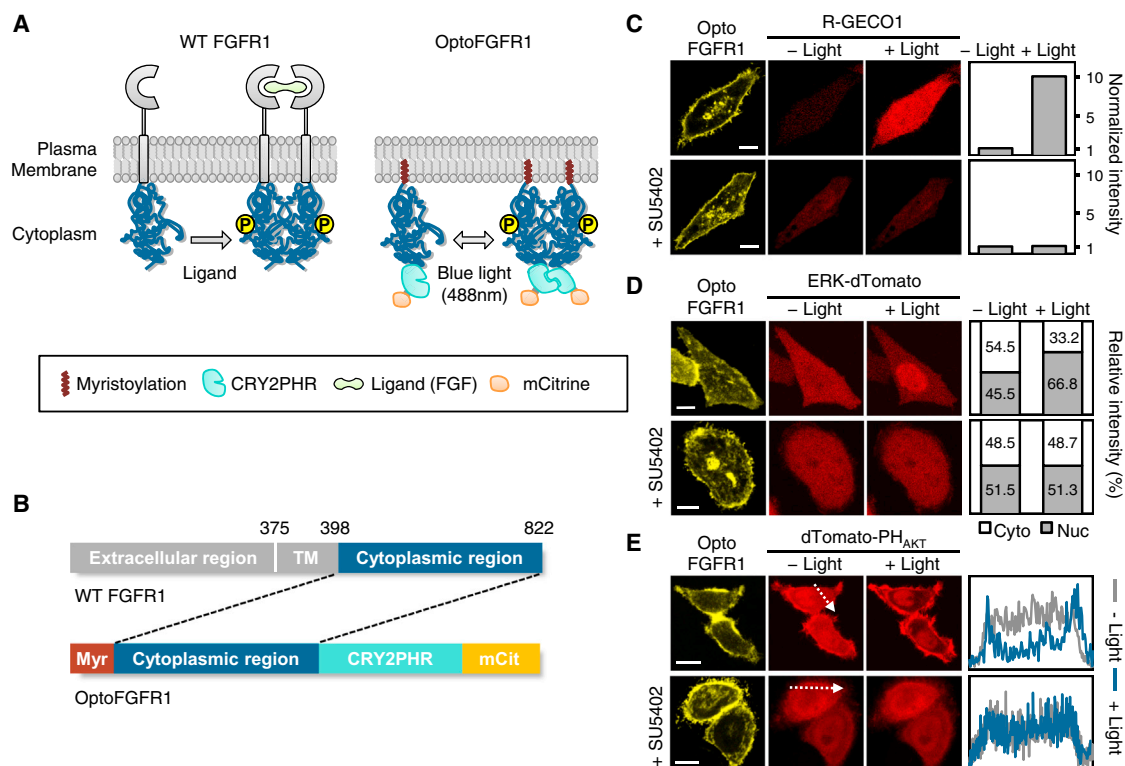 A
WT FGFR1
OptoFGFR1
Plasma
Membrane
Cytoplasm
P
P
P
P
Ligand
Blue light
(488nm)
Myristoylation
CRY2PHR
Ligand (FGF)
mCitrine
B
375
398
822
Extracellular region
TM
Cytoplasmic region
WT FGFR1
Myr
Cytoplasmic region
CRY2PHR
mCit
OptoFGFR1
C
Opto
FGFR1
R-GECO1
– Light
+ Light
– Light
+ Light
10
5
1
+ SU5402
10
5
1
Normalized intensity
D
Opto
FGFR1
ERK-dTomato
– Light
+ Light
– Light
+ Light
54.5
33.2
45.5
66.8
+ SU5402
48.5
48.7
51.5
51.3
Relative intensity (%)
Cyto
Nuc
E
Opto
FGFR1
dTomato-PHAKT
– Light
+ Light
+ SU5402
- Light
+ Light